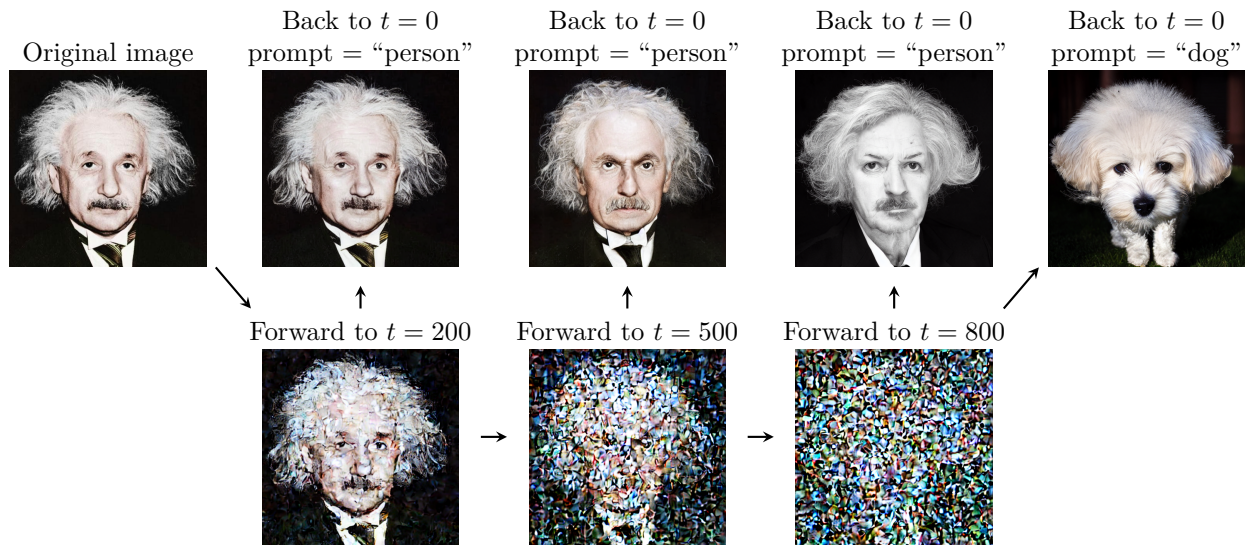 Original image
Back to t = 0
prompt = “person”
Back to t = 0
prompt = “person”
Back to t = 0
prompt = “person”
Back to t = 0
prompt = “dog”
Forward to t = 200
Forward to t = 500
Forward to t = 800